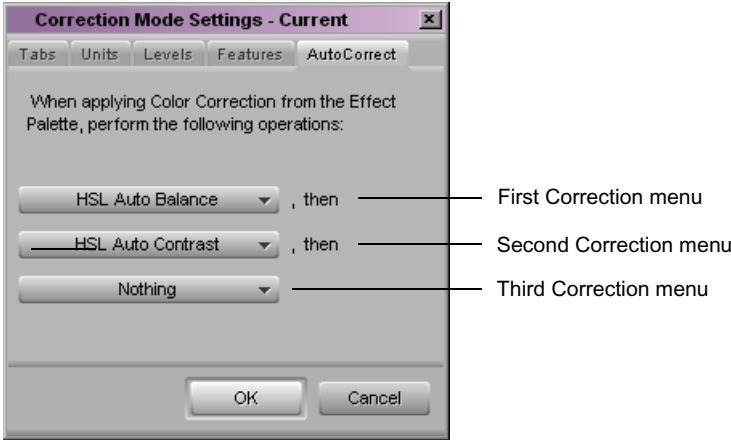 Correction Mode Settings - Current
Tabs Units Levels Features AutoCorrect
When applying Color Correction from the Effect
Palette, perform the following operations:
HSL Auto Balance , then First Correction menu
HSL Auto Contrast , then Second Correction menu
Nothing Third Correction menu
OK Cancel